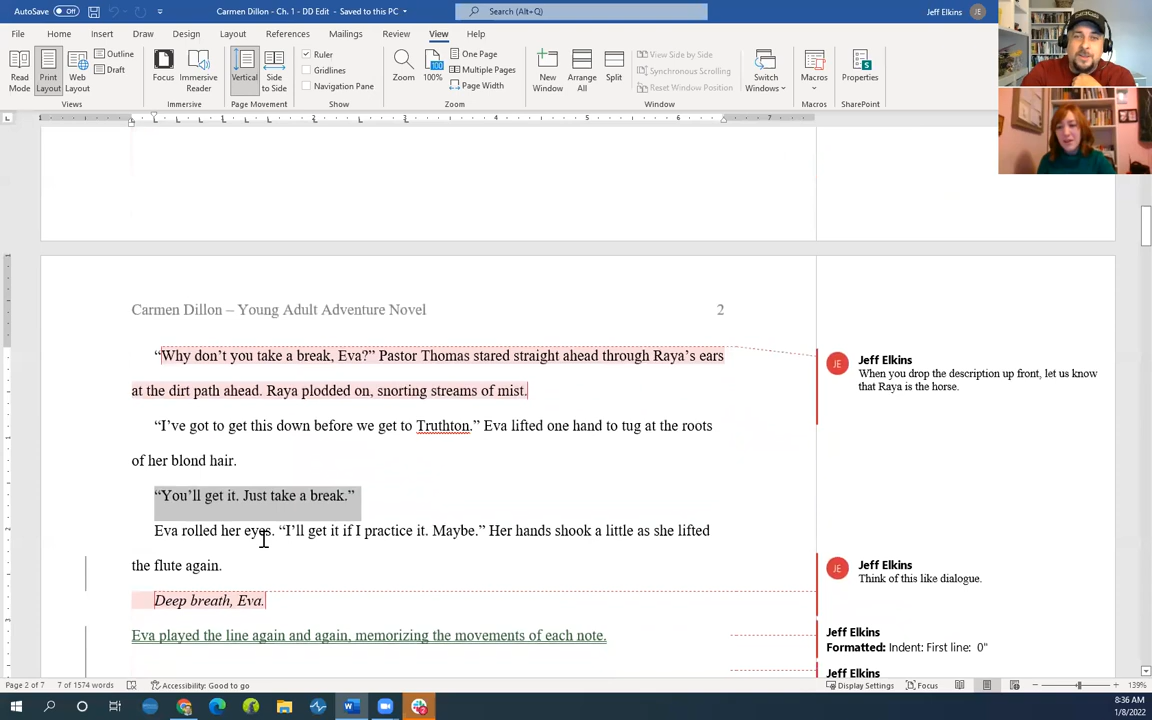 AutoSave Off Carmen Dillon - Ch. 1 - DD Edit - Saved to this PC Search (Alt+Q) Jeff Elkins JE
File Home Insert Draw Design Layout References Mailings Review View Help
Read Mode Print Layout Web Layout Outline Draft Focus Immersive Reader Vertical Side to Side Ruler Gridlines Navigation Pane Zoom 100% One Page Multiple Pages Page Width New Window Arrange All Split View Side by Side Synchronous Scrolling Reset Window Position Switch Windows Macros Properties
Views Immersive Page Movement Show Zoom Window Macros SharePoint
1 1 2 3 4 5 6 7
Carmen Dillon – Young Adult Adventure Novel 2
“Why don’t you take a break, Eva?” Pastor Thomas stared straight ahead through Raya’s ears
at the dirt path ahead. Raya plodded on, snorting streams of mist.
“I’ve got to get this down before we get to Truthton.” Eva lifted one hand to tug at the roots
of her blond hair.
“You’ll get it. Just take a break.”
Eva rolled her eyes. “I’ll get it if I practice it. Maybe.” Her hands shook a little as she lifted
the flute again.
Deep breath, Eva.
Eva played the line again and again, memorizing the movements of each note.
JE Jeff Elkins
When you drop the description up front, let us know
that Raya is the horse.
JE Jeff Elkins
Think of this like dialogue.
Jeff Elkins
Formatted: Indent: First line: 0"
Jeff Elkins
Page 2 of 7 7 of 1574 words Accessibility: Good to go Display Settings Focus 139%
8:36 AM
1/8/2022